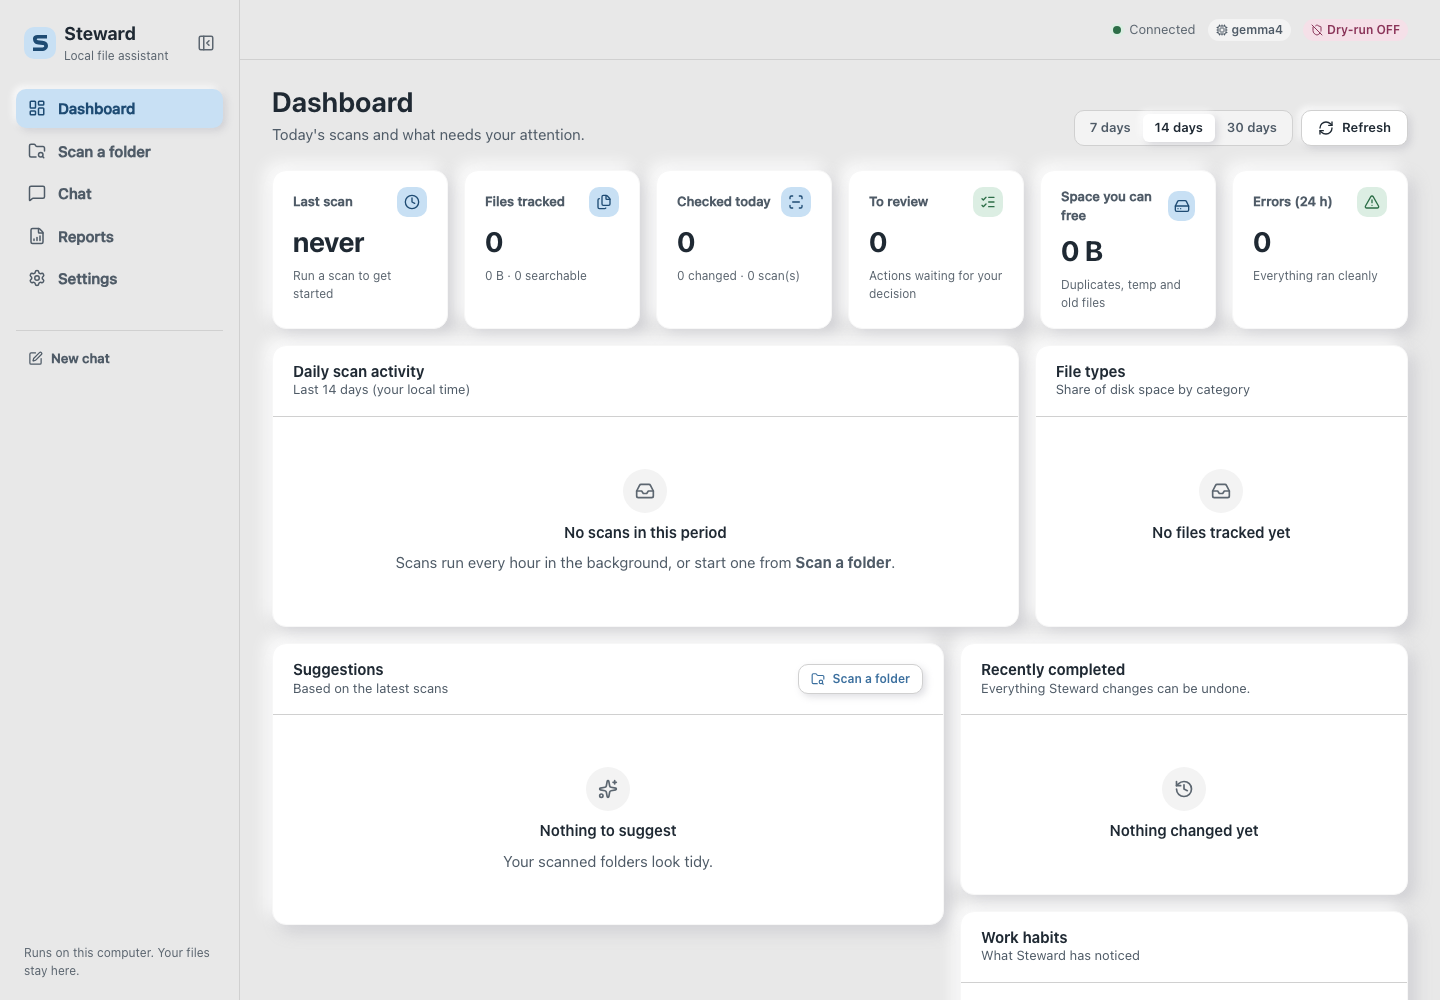 Steward
Local file assistant
Dashboard
Scan a folder
Chat
Reports
Settings
New chat
Runs on this computer. Your files
stay here.
Connected
gemma4
Dry-run OFF
Dashboard
Today's scans and what needs your attention.
7 days
14 days
30 days
Refresh
Last scan
never
Run a scan to get
started
Files tracked
0
0 B · 0 searchable
Checked today
0
0 changed · 0 scan(s)
To review
0
Actions waiting for your
decision
Space you can
free
0 B
Duplicates, temp and
old files
Errors (24 h)
0
Everything ran cleanly
Daily scan activity
Last 14 days (your local time)
No scans in this period
Scans run every hour in the background, or start one from Scan a folder.
File types
Share of disk space by category
No files tracked yet
Suggestions
Based on the latest scans
Scan a folder
Nothing to suggest
Your scanned folders look tidy.
Recently completed
Everything Steward changes can be undone.
Nothing changed yet
Work habits
What Steward has noticed